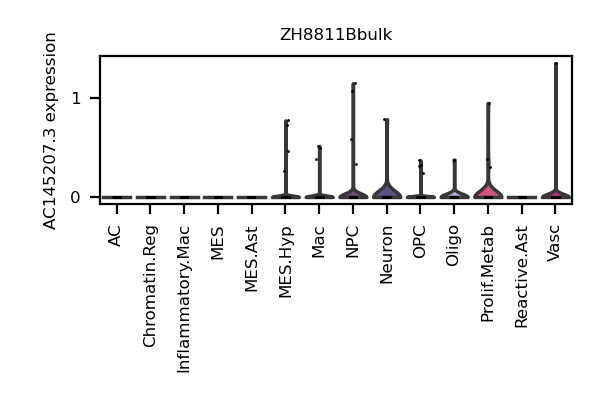 ZH8811Bbulk
AC145207.3 expression
1
0
AC
Chromatin.Reg
Inflammatory.Mac
MES
MES.Ast
MES.Hyp
Mac
NPC
Neuron
OPC
Oligo
Prolif.Metab
Reactive.Ast
Vasc